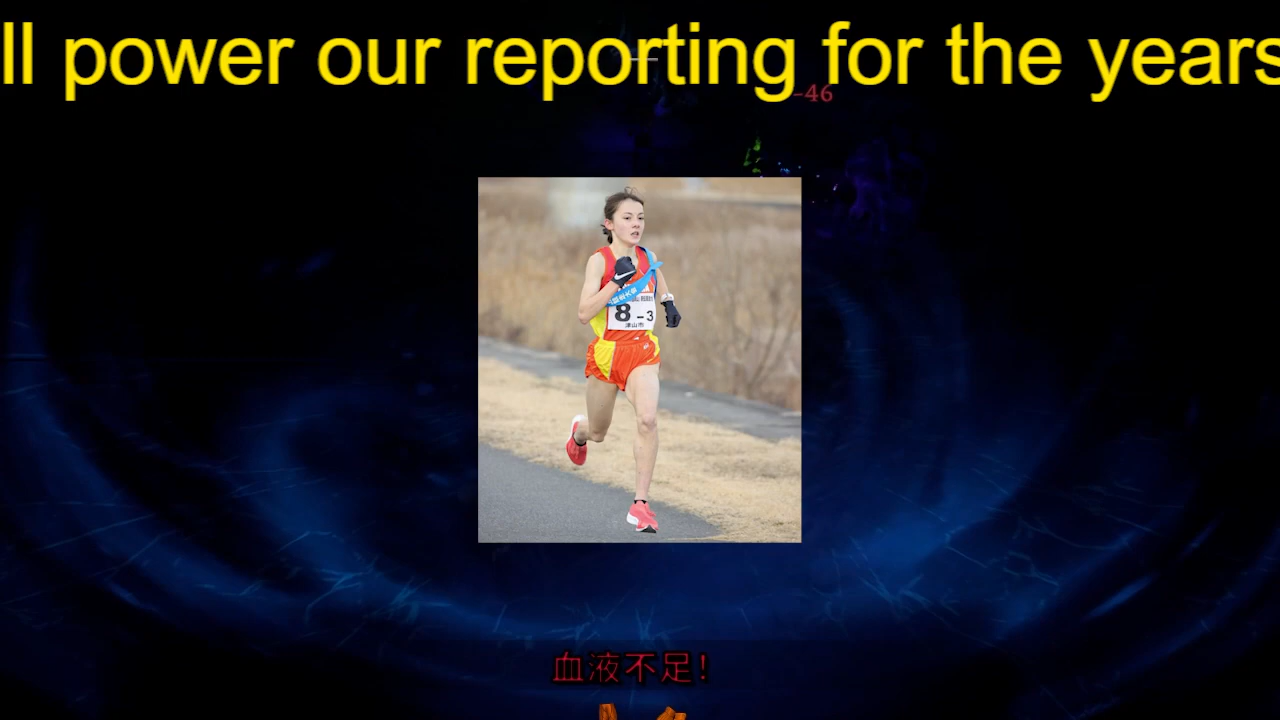 ll power our reporting for the years
-46
8-3
津山市
血液不足!